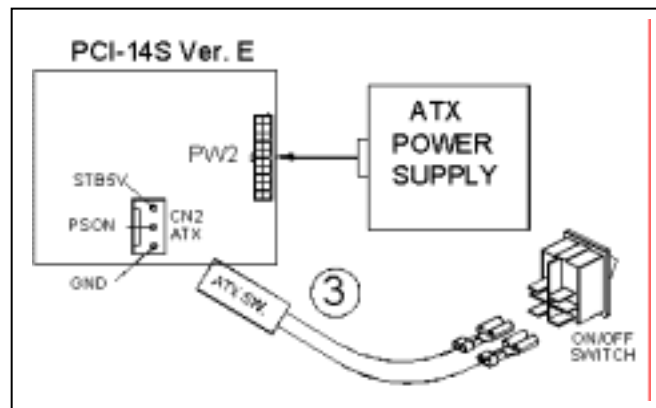 PCI-14S Ver. E
ATX
POWER
SUPPLY
PW2
STB5V
PSON
CN2
ATX
GND
ATX SW.
3
ON/OFF
SWITCH